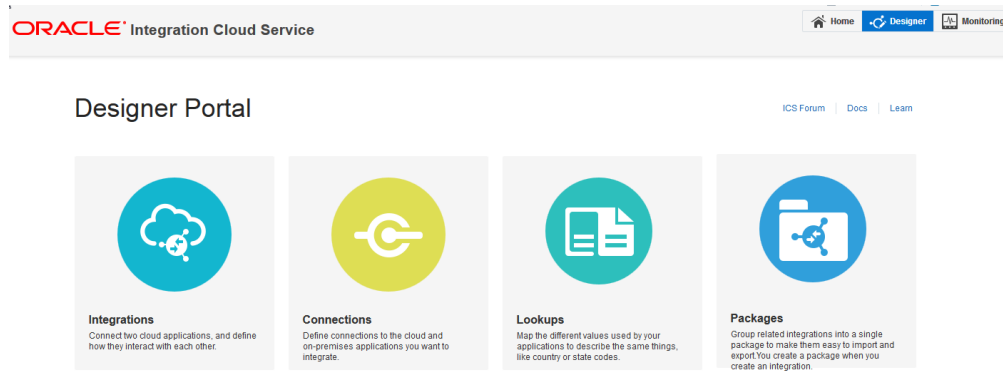 ORACLE Integration Cloud Service
Home Designer Monitoring
Designer Portal
ICS Forum Docs Learn
Integrations
Connect two cloud applications, and define
how they interact with each other.
Connections
Define connections to the cloud and
on-premises applications you want to
integrate.
Lookups
Map the different values used by your
applications to describe the same things,
like country or state codes.
Packages
Group related integrations into a single
package to make them easy to import and
export.You create a package when you
create an integration.